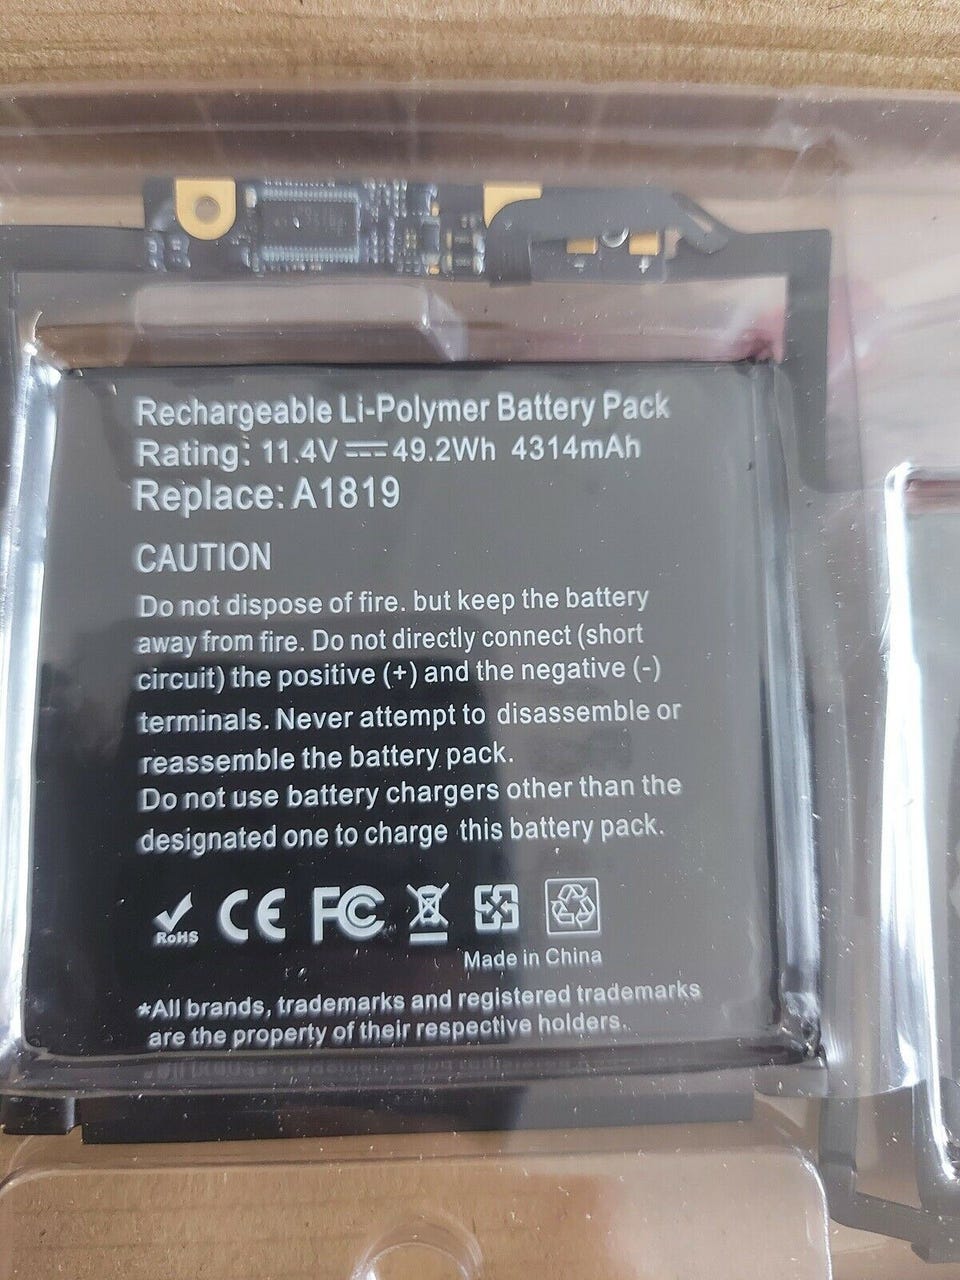 Rechargeable Li-Polymer Battery Pack
Rating: 11.4V ⎓ 49.2Wh 4314mAh
Replace: A1819
CAUTION
Do not dispose of fire. but keep the battery
away from fire. Do not directly connect (short
circuit) the positive (+) and the negative (-)
terminals. Never attempt to disassemble or
reassemble the battery pack.
Do not use battery chargers other than the
designated one to charge this battery pack.
RoHS CE FC
Made in China
*All brands, trademarks and registered trademarks
are the property of their respective holders.